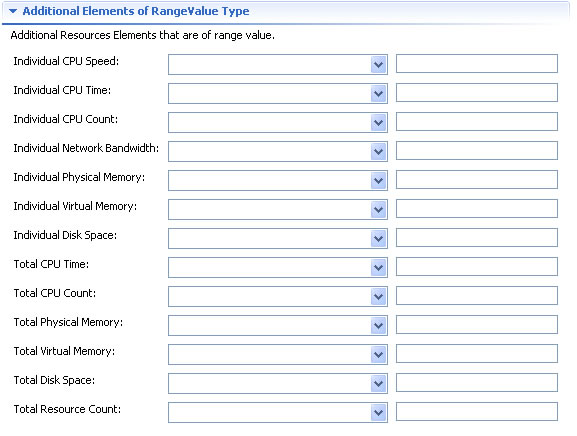 Additional Elements of RangeValue Type
Additional Resources Elements that are of range value.
Individual CPU Speed:
Individual CPU Time:
Individual CPU Count:
Individual Network Bandwidth:
Individual Physical Memory:
Individual Virtual Memory:
Individual Disk Space:
Total CPU Time:
Total CPU Count:
Total Physical Memory:
Total Virtual Memory:
Total Disk Space:
Total Resource Count: